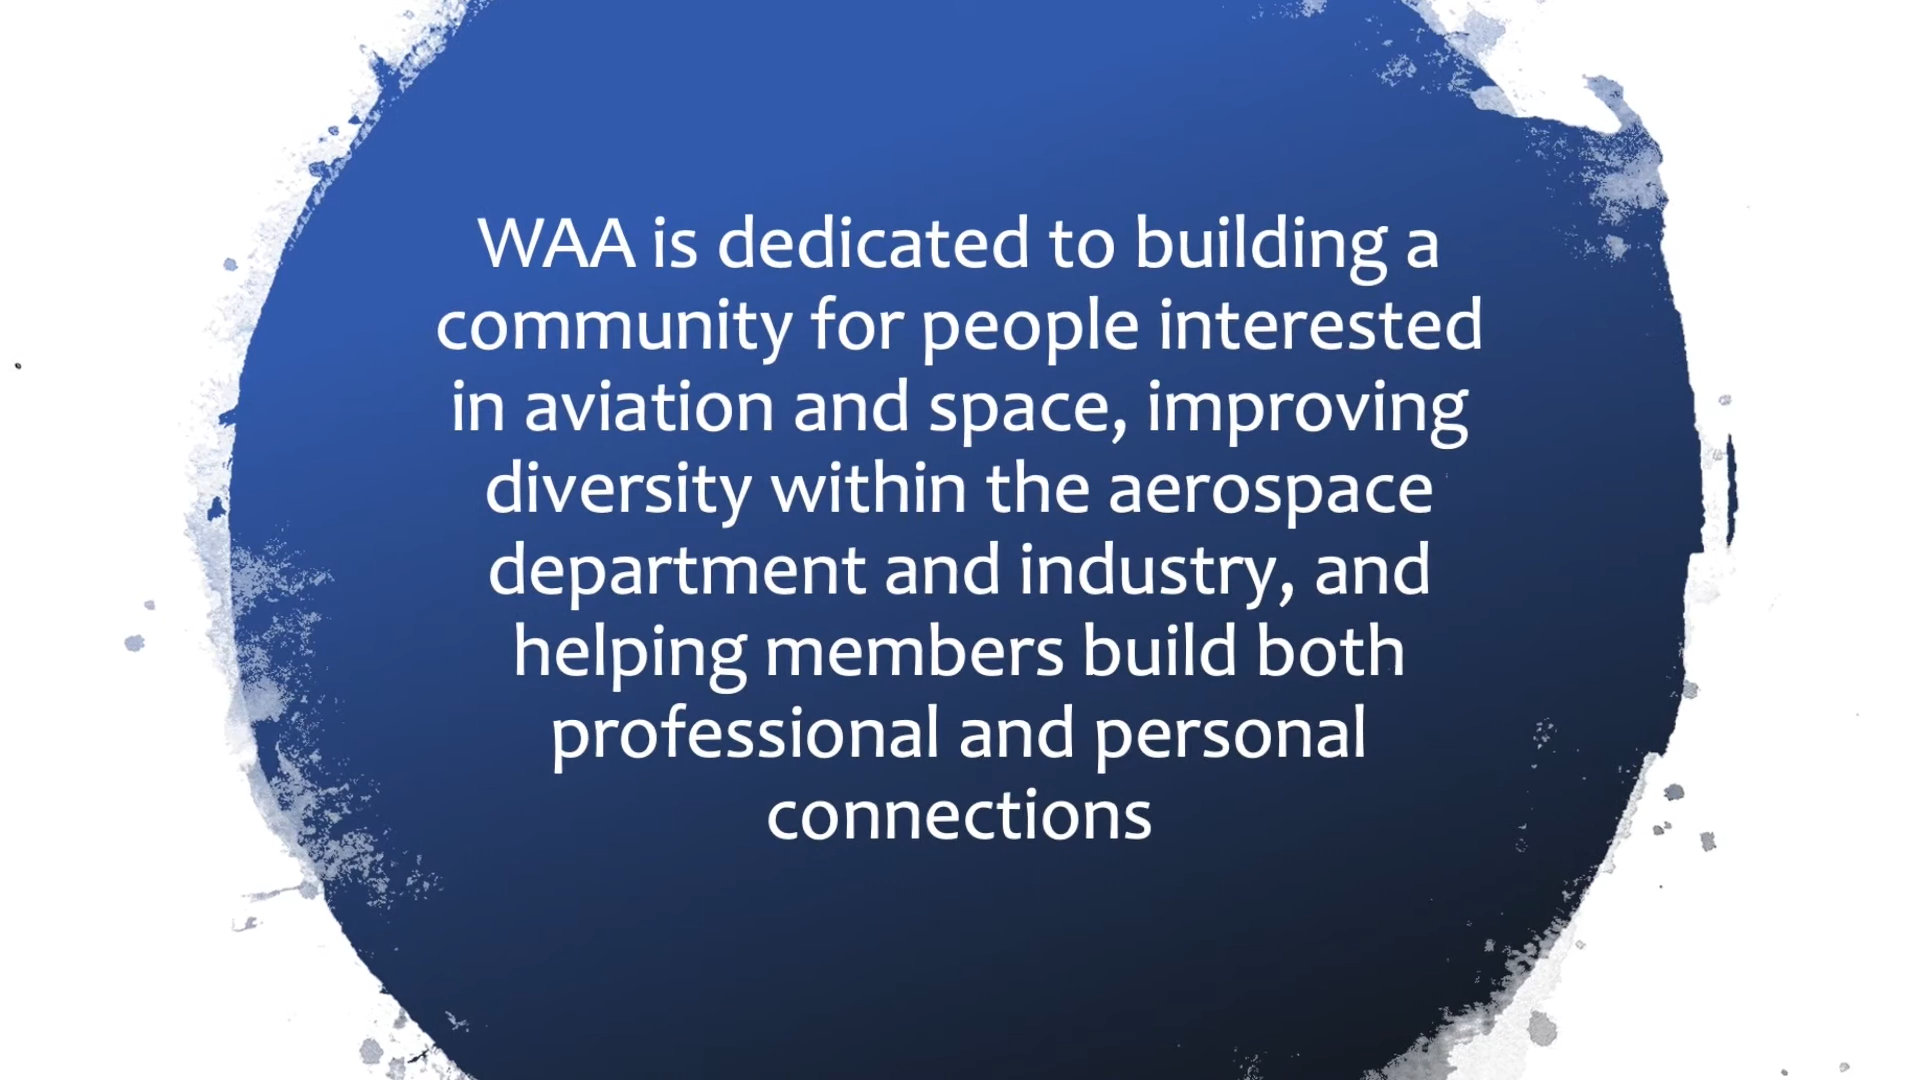 WAA is dedicated to building a
community for people interested
in aviation and space, improving
diversity within the aerospace
department and industry, and
helping members build both
professional and personal
connections